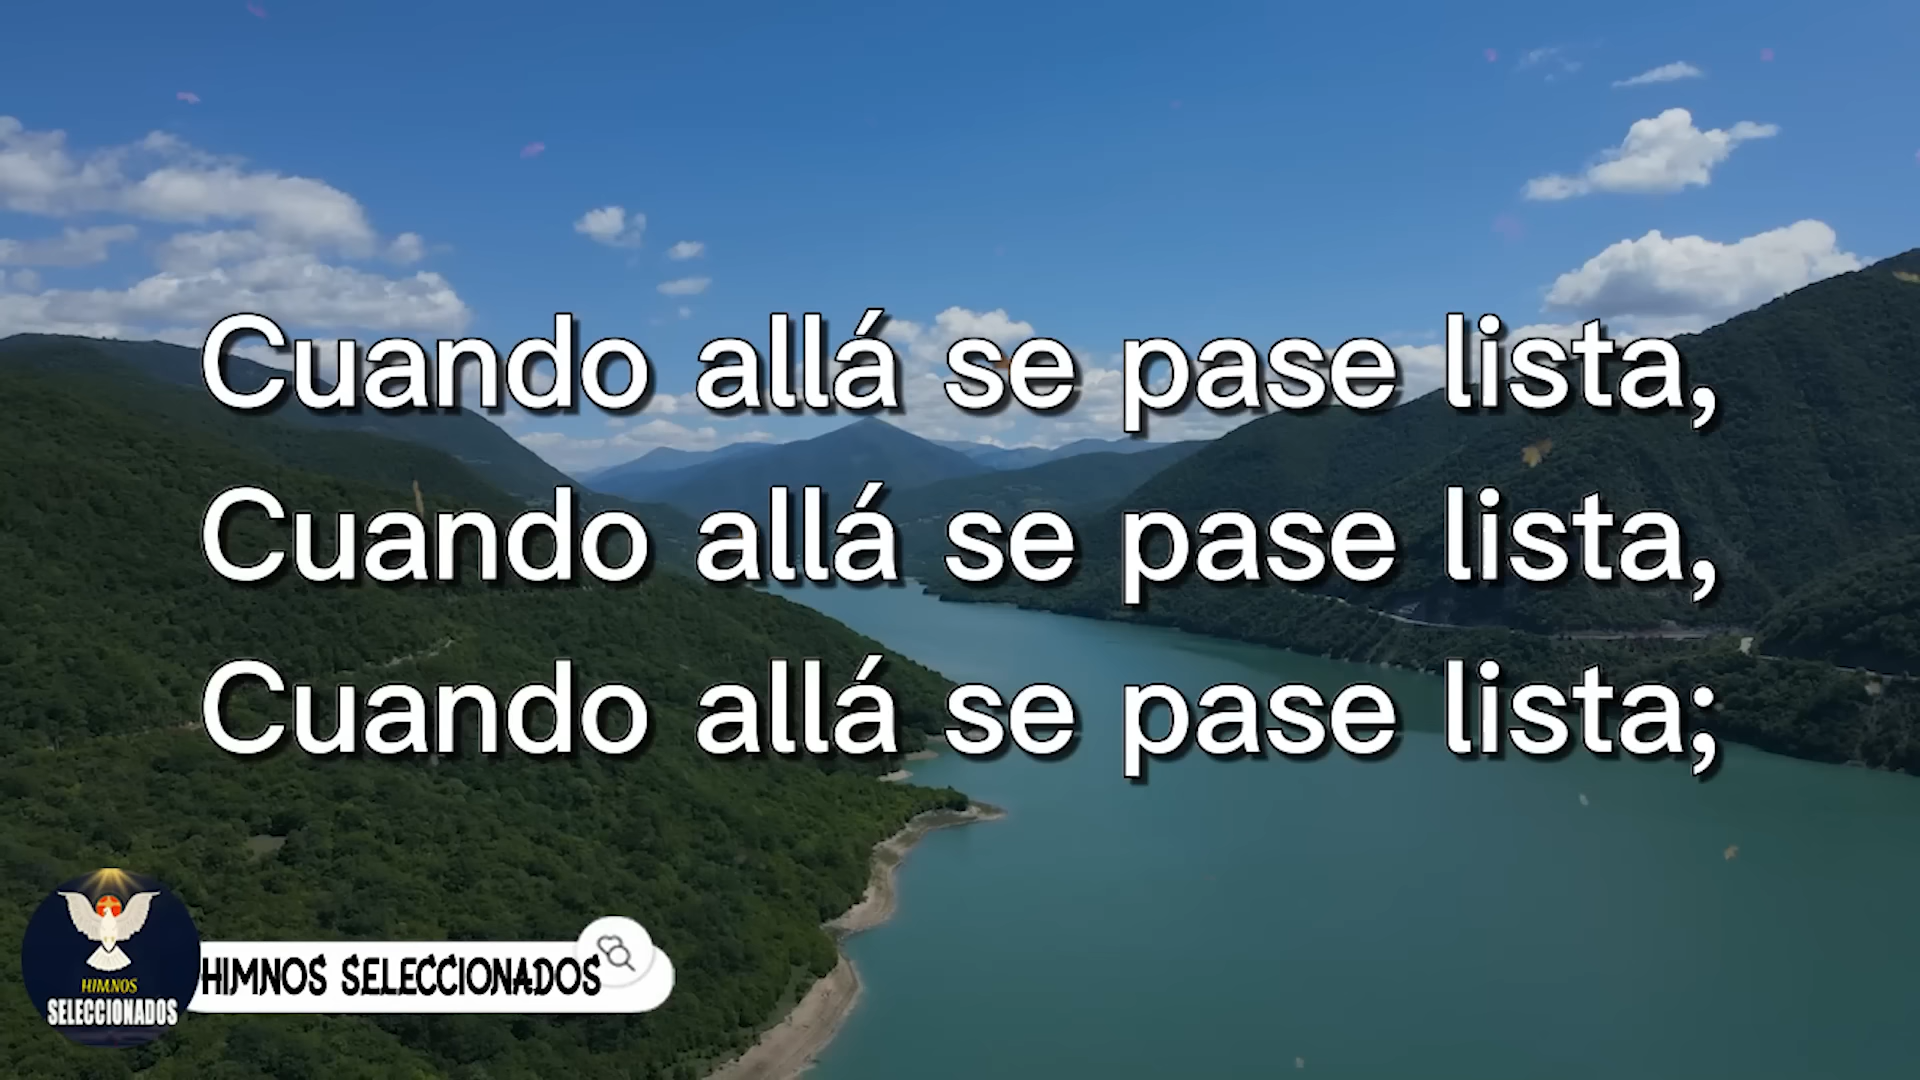 Cuando allá se pase lista,
Cuando allá se pase lista,
Cuando allá se pase lista;
HIMNOS
SELECCIONADOS
HIMNOS SELECCIONADOS